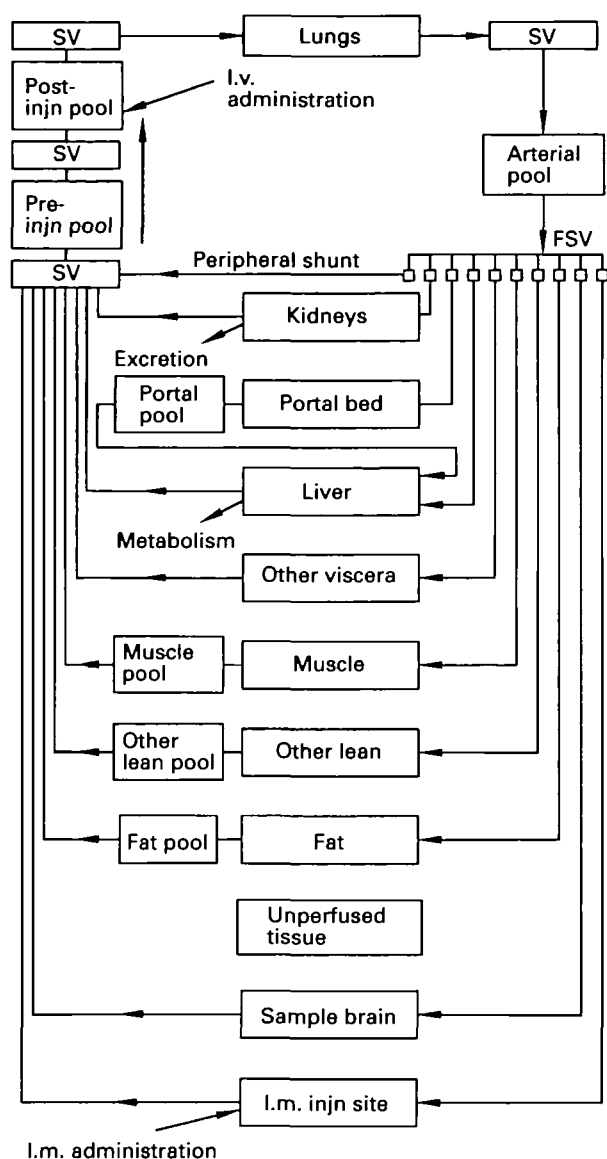 SV
Lungs
SV
Post-
injn pool
I.v.
administration
SV
Arterial
pool
Pre-
injn pool
FSV
SV
Peripheral shunt
Kidneys
Excretion
Portal
pool
Portal bed
Liver
Metabolism
Other viscera
Muscle
pool
Muscle
Other
lean pool
Other lean
Fat pool
Fat
Unperfused
tissue
Sample brain
I.m. injn site
I.m. administration